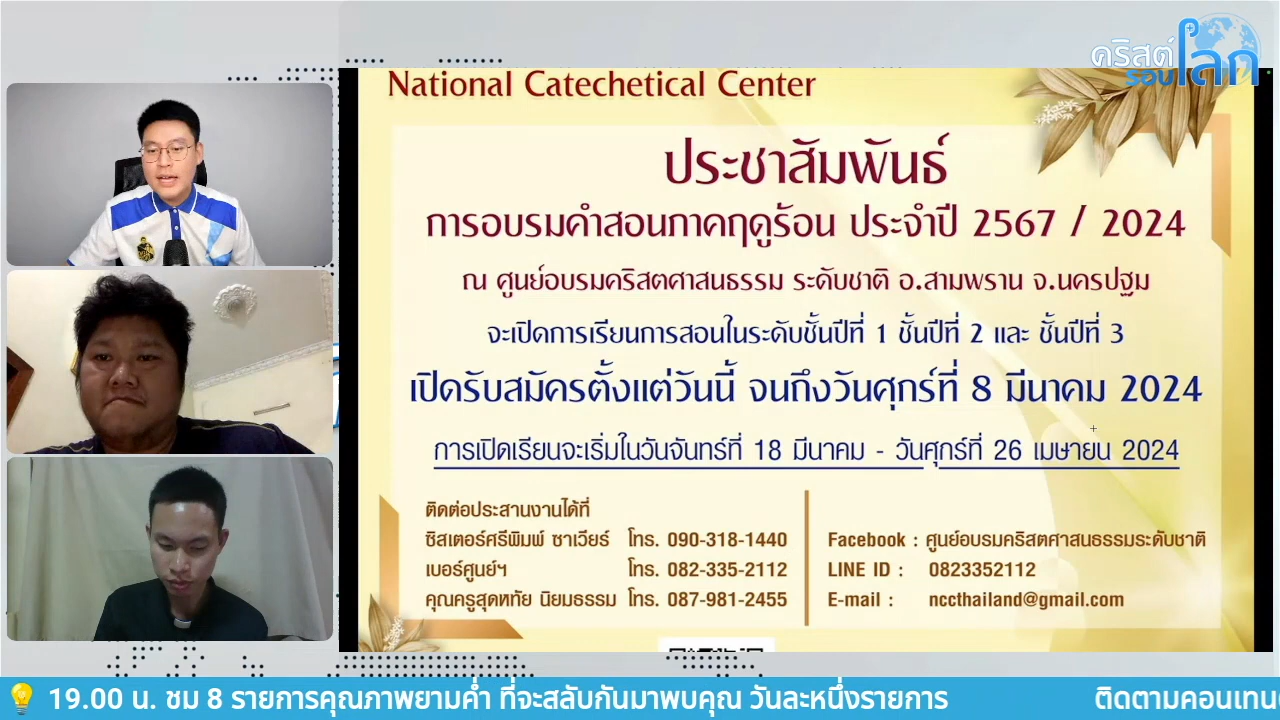 คริสต์
รอบโลก
National Catechetical Center
ประชาสัมพันธ์
การอบรมคำสอนภาคฤดูร้อน ประจำปี 2567 / 2024
ณ ศูนย์อบรมคริสตศาสนธรรม ระดับชาติ อ.สามพราน จ.นครปฐม
จะเปิดการเรียนการสอนในระดับชั้นปีที่ 1 ชั้นปีที่ 2 และ ชั้นปีที่ 3
เปิดรับสมัครตั้งแต่วันนี้ จนถึงวันศุกร์ที่ 8 มีนาคม 2024
การเปิดเรียนจะเริ่มในวันจันทร์ที่ 18 มีนาคม - วันศุกร์ที่ 26 เมษายน 2024
ติดต่อประสานงานได้ที่
ซิสเตอร์ศรีพิมพ์ ซาเวียร์ โทร. 090-318-1440
เบอร์ศูนย์ฯ โทร. 082-335-2112
คุณครูสุดหทัย นิยมธรรม โทร. 087-981-2455
Facebook : ศูนย์อบรมคริสตศาสนธรรมระดับชาติ
LINE ID : 0823352112
E-mail : nccthailand@gmail.com
19.00 น. ชม 8 รายการคุณภาพยามค่ำ ที่จะสลับกันมาพบคุณ วันละหนึ่งรายการ ติดตามคอนเทน